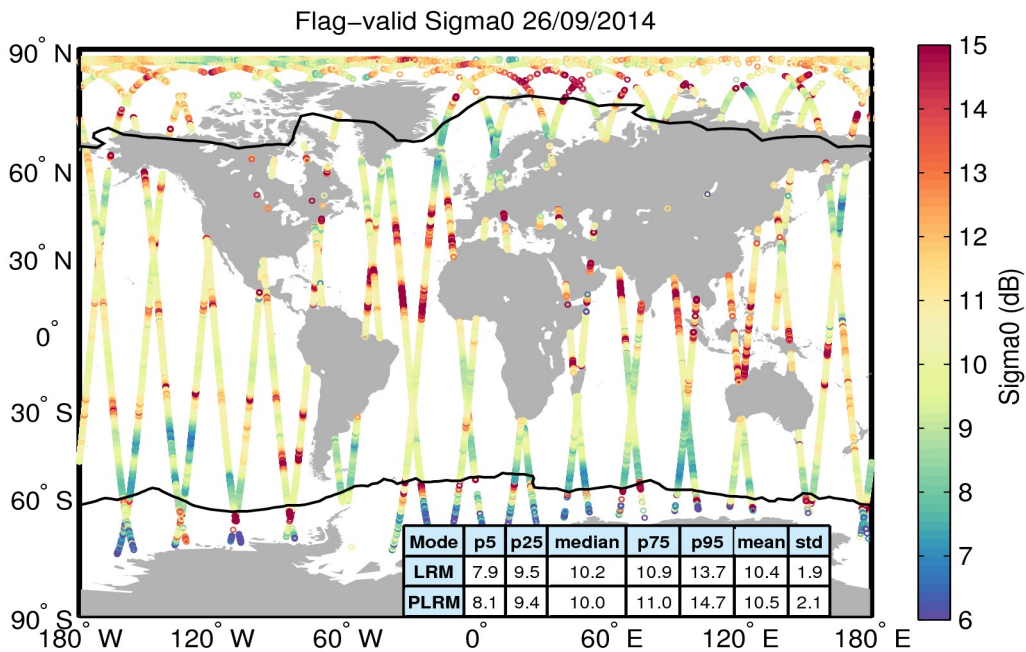 Flag−valid Sigma0 26/09/2014
90° N
60° N
30° N
0°
30° S
60° S
90° S
180° W
120° W
60° W
0°
60° E
120° E
180° E
Mode p5 p25 median p75 p95 mean std
LRM 7.9 9.5 10.2 10.9 13.7 10.4 1.9
PLRM 8.1 9.4 10.0 11.0 14.7 10.5 2.1
15
14
13
12
11
10
9
8
7
6
Sigma0 (dB)